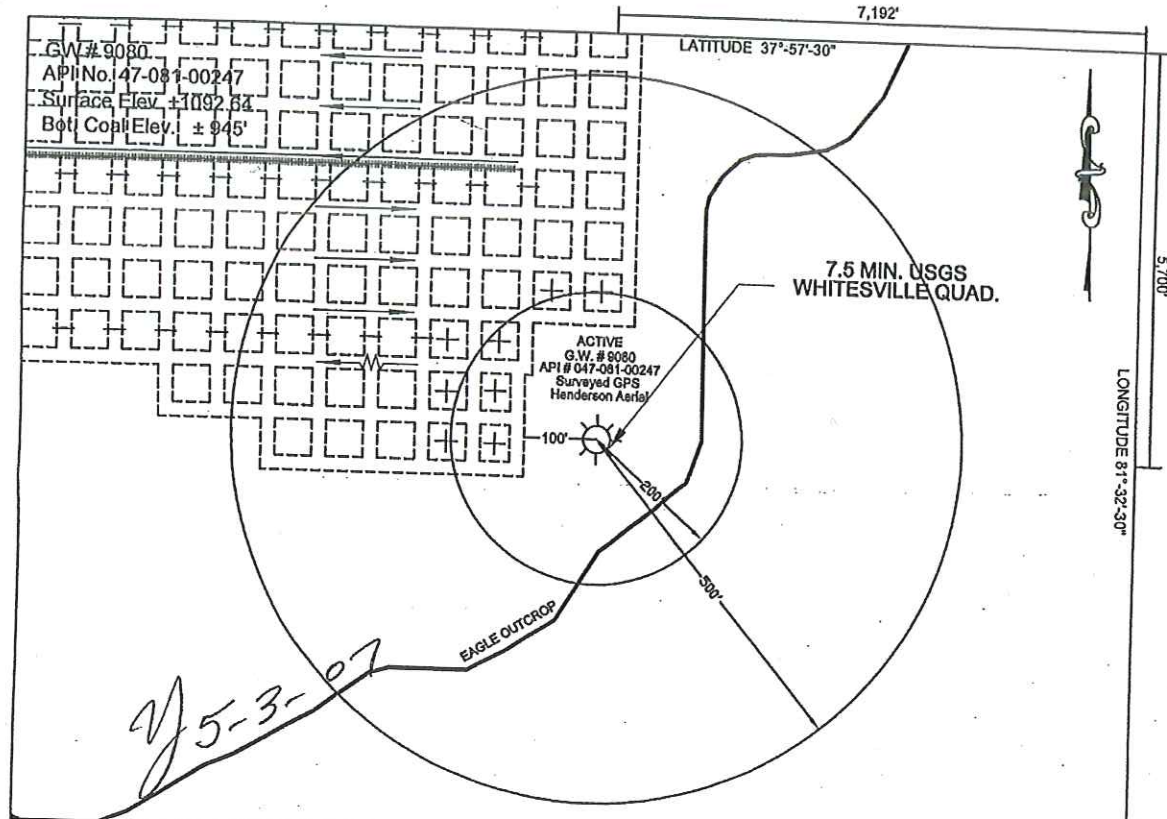 7,192'
LATITUDE 37°-57'-30"
GW # 9080
API No. 47-081-00247
Surface Elev. ±1092.64
Bot. Coal Elev. ± 945'
5,700'
7.5 MIN. USGS
WHITESVILLE QUAD.
ACTIVE
G.W. # 9080
API # 047-081-00247
Surveyed GPS
Henderson Aerial
LONGITUDE 81°-32'-30"
100'
200'
500'
EAGLE OUTCROP
5-3-07